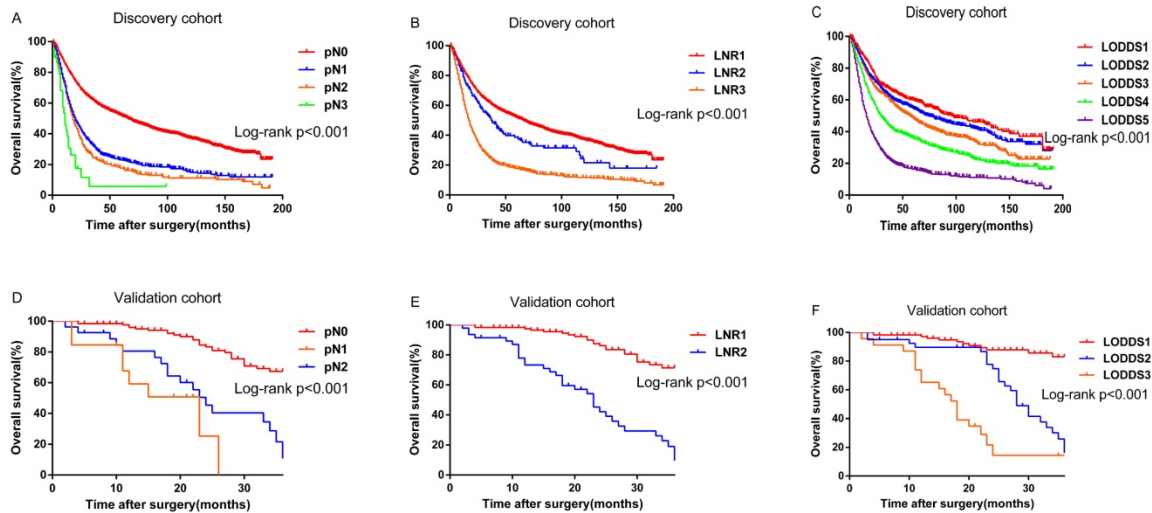 A
Discovery cohort
Overall survival(%)
100
80
60
40
20
0
pN0
pN1
pN2
pN3
Log-rank p<0.001
0
50
100
150
200
Time after surgery(months)
B
Discovery cohort
Overall survival(%)
100
80
60
40
20
0
LNR1
LNR2
LNR3
Log-rank p<0.001
0
50
100
150
200
Time after surgery(months)
C
Discovery cohort
Overall survival(%)
100
80
60
40
20
0
LODDS1
LODDS2
LODDS3
LODDS4
LODDS5
Log-rank p<0.001
0
50
100
150
200
Time after surgery(months)
D
Validation cohort
Overall survival(%)
100
80
60
40
20
0
pN0
pN1
pN2
Log-rank p<0.001
0
10
20
30
Time after surgery(months)
E
Validation cohort
Overall survival(%)
100
80
60
40
20
0
LNR1
LNR2
Log-rank p<0.001
0
10
20
30
Time after surgery(months)
F
Validation cohort
Overall survival(%)
100
80
60
40
20
0
LODDS1
LODDS2
LODDS3
Log-rank p<0.001
0
10
20
30
Time after surgery(months)